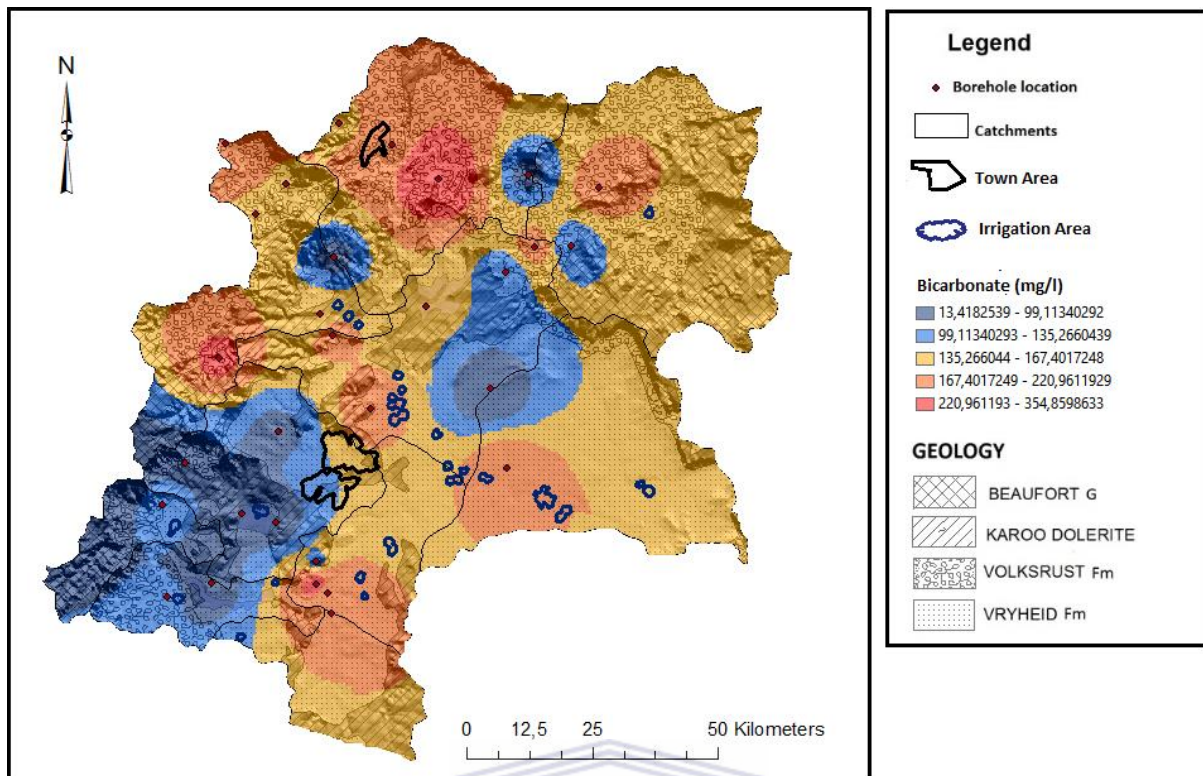 N
0 12,5 25 50 Kilometers
Legend
Borehole location
Catchments
Town Area
Irrigation Area
Bicarbonate (mg/l)
13,4182539 - 99,11340292
99,11340293 - 135,2660439
135,266044 - 167,4017248
167,4017249 - 220,9611929
220,961193 - 354,8598633
GEOLOGY
BEAUFORT G
KAROO DOLERITE
VOLKSRUST Fm
VRYHEID Fm